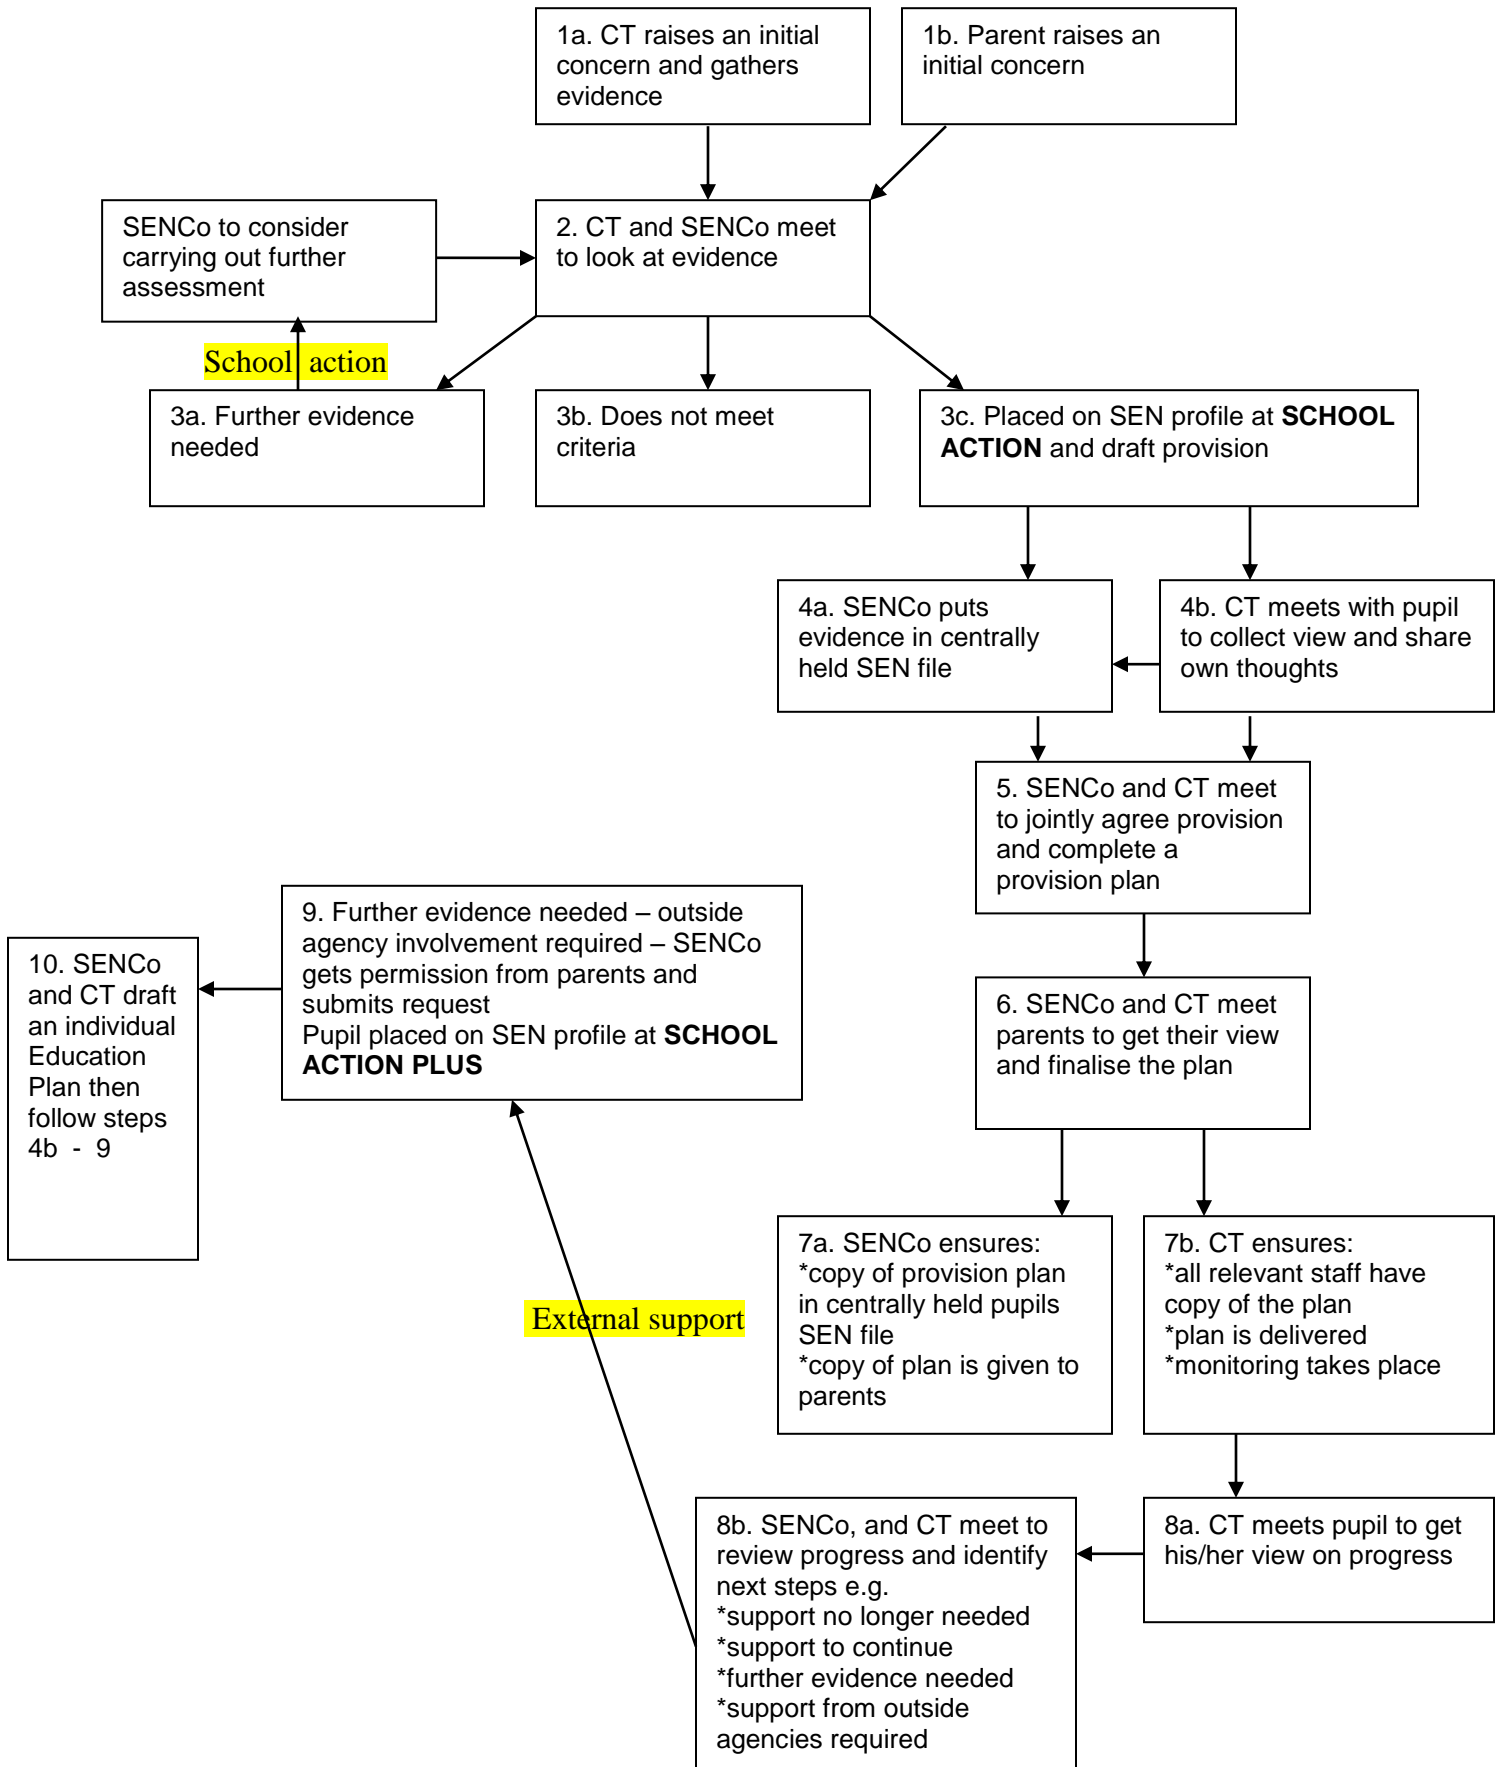 1a. CT raises an initial
concern and gathers
evidence
1b. Parent raises an
initial concern
SENCo to consider
carrying out further
assessment
2. CT and SENCo meet
to look at evidence
School action
3a. Further evidence
needed
3b. Does not meet
criteria
3c. Placed on SEN profile at SCHOOL
ACTION and draft provision
4a. SENCo puts
evidence in centrally
held SEN file
4b. CT meets with pupil
to collect view and share
own thoughts
5. SENCo and CT meet
to jointly agree provision
and complete a
provision plan
9. Further evidence needed – outside
agency involvement required – SENCo
gets permission from parents and
submits request
Pupil placed on SEN profile at SCHOOL
ACTION PLUS
10. SENCo
and CT draft
an individual
Education
Plan then
follow steps
4b - 9
6. SENCo and CT meet
parents to get their view
and finalise the plan
7a. SENCo ensures:
*copy of provision plan
in centrally held pupils
SEN file
*copy of plan is given to
parents
7b. CT ensures:
*all relevant staff have
copy of the plan
*plan is delivered
*monitoring takes place
External support
8b. SENCo, and CT meet to
review progress and identify
next steps e.g.
*support no longer needed
*support to continue
*further evidence needed
*support from outside
agencies required
8a. CT meets pupil to get
his/her view on progress